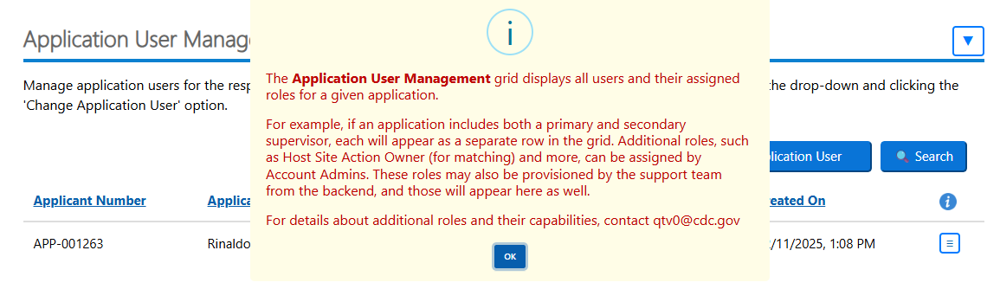 Application User Manag
▼
Manage application users for the resp
the drop-down and clicking the
'Change Application User' option.
i
The Application User Management grid displays all users and their assigned
roles for a given application.
For example, if an application includes both a primary and secondary
supervisor, each will appear as a separate row in the grid. Additional roles, such
as Host Site Action Owner (for matching) and more, can be assigned by
Account Admins. These roles may also be provisioned by the support team
from the backend, and those will appear here as well.
For details about additional roles and their capabilities, contact qtv0@cdc.gov
OK
lication User
Search
Applicant Number
Applica
eated On
i
APP-001263
Rinaldo
/11/2025, 1:08 PM